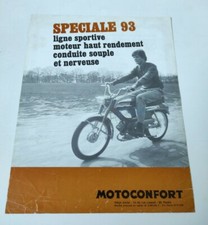 SPECIALE 93
ligne sportive
moteur haut rendement
conduite souple
et nerveuse
MOTOCONFORT